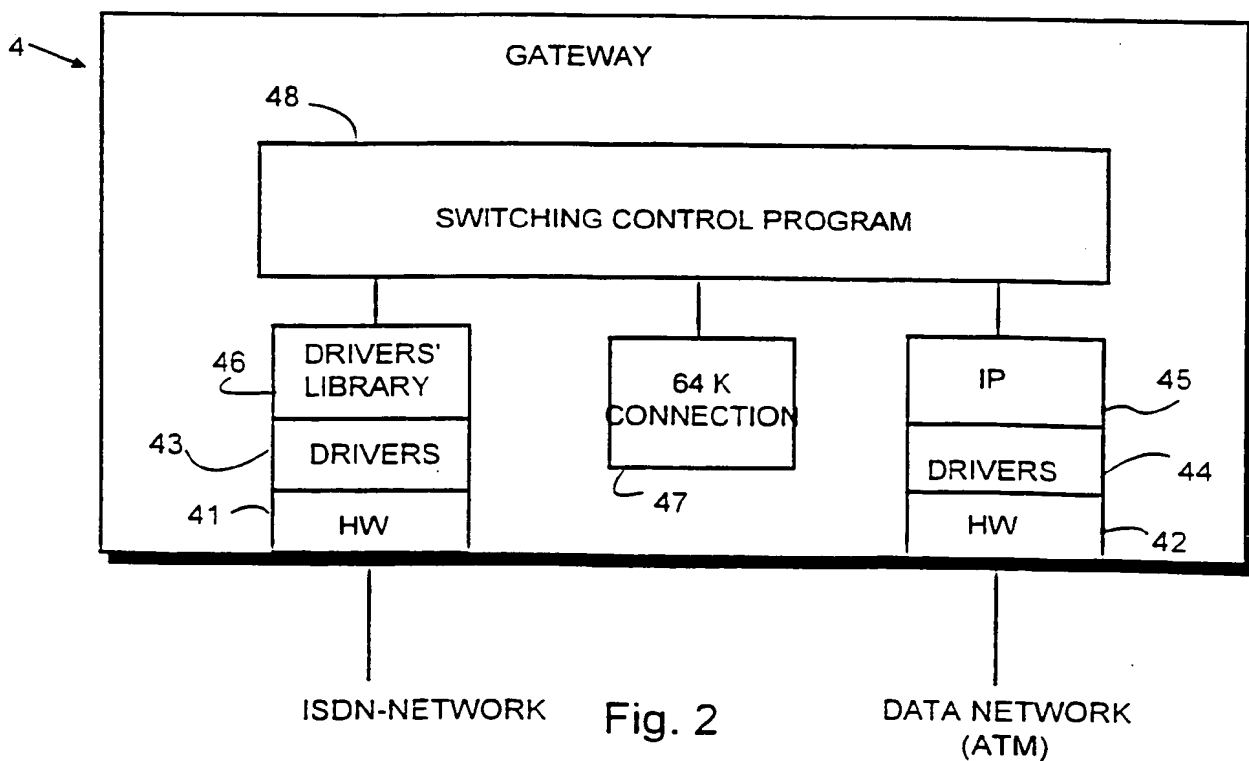 4
GATEWAY
48
SWITCHING CONTROL PROGRAM
46
DRIVERS'
LIBRARY
64 K
CONNECTION
IP
45
43
DRIVERS
47
DRIVERS
44
41
HW
HW
42
ISDN-NETWORK
Fig. 2
DATA NETWORK
(ATM)